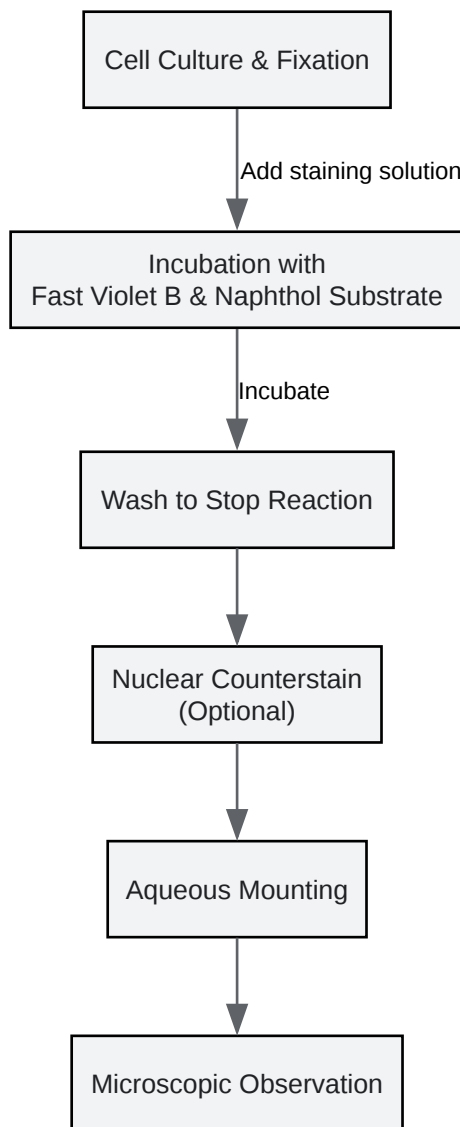 Cell Culture & Fixation
Add staining solution
Incubation with
Fast Violet B & Naphthol Substrate
Incubate
Wash to Stop Reaction
Nuclear Counterstain
(Optional)
Aqueous Mounting
Microscopic Observation